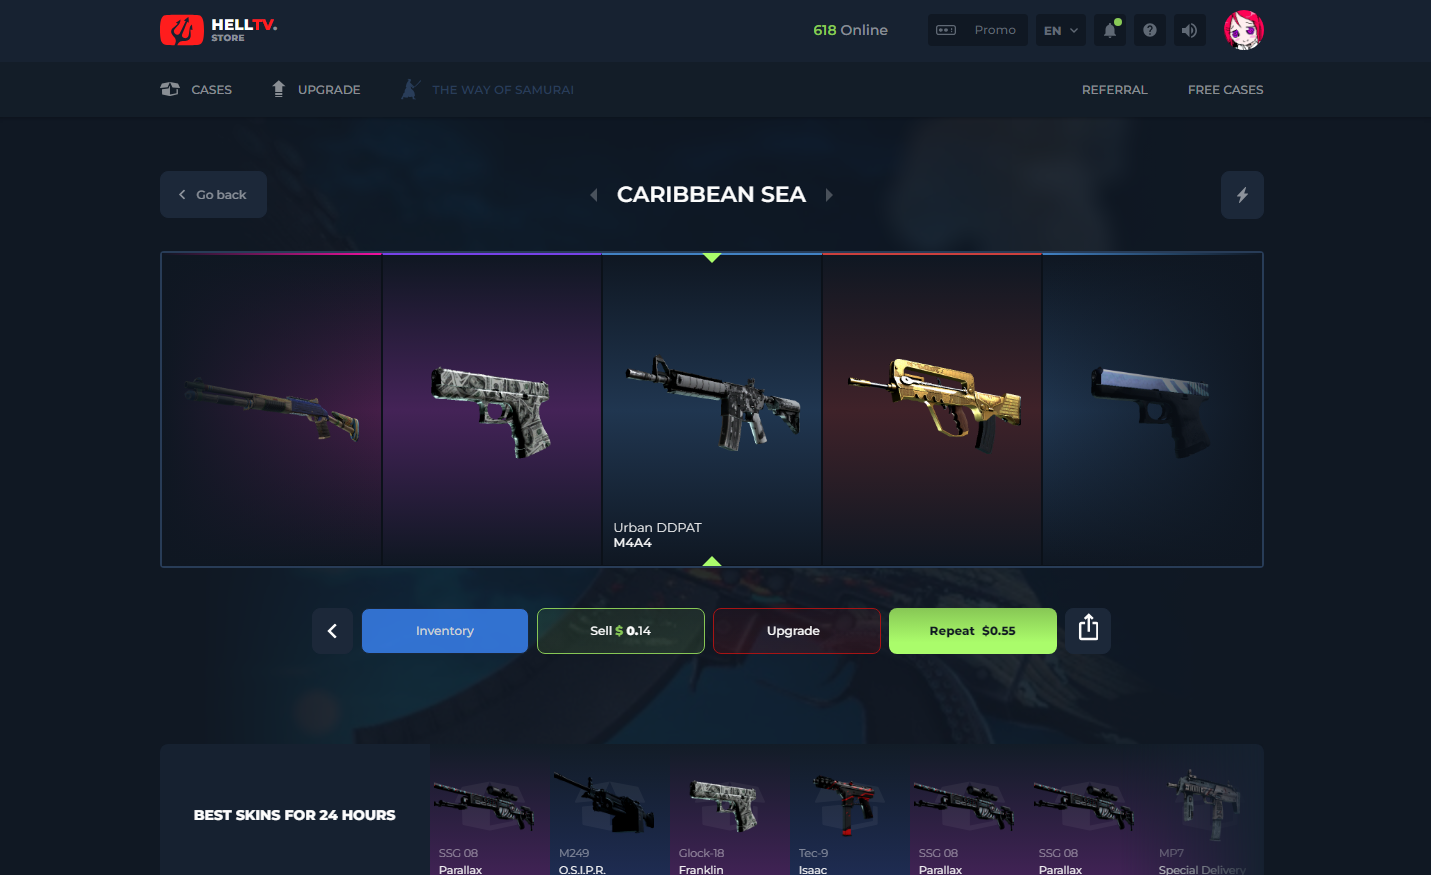 HELLTV.
STORE
618 Online
Promo
EN
CASES
UPGRADE
THE WAY OF SAMURAI
REFERRAL
FREE CASES
Go back
CARIBBEAN SEA
Urban DDPAT
M4A4
Inventory
Sell $ 0.14
Upgrade
Repeat $0.55
BEST SKINS FOR 24 HOURS
SSG 08
Parallax
M249
O.S.I.P.R.
Glock-18
Franklin
Tec-9
Isaac
SSG 08
Parallax
SSG 08
Parallax
MP7
Special Delivery